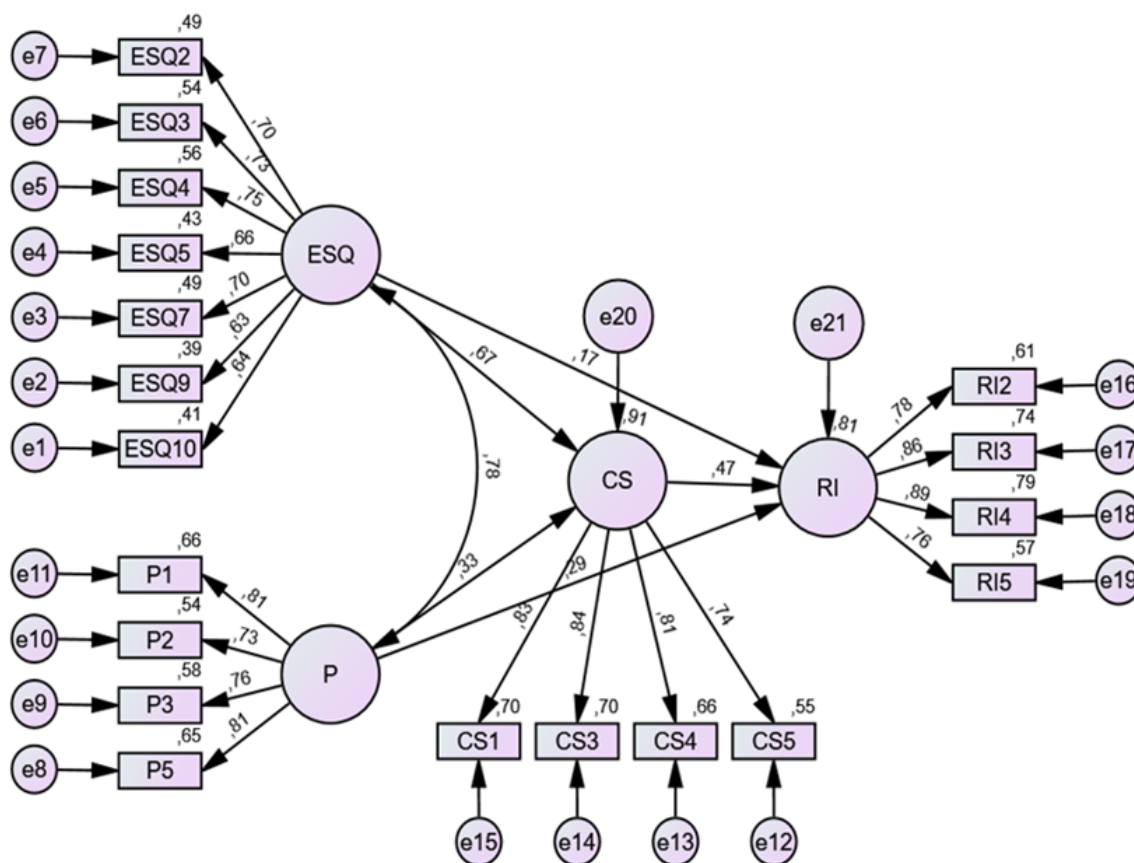 ,49
e7 ESQ2
,54
e6 ESQ3
,56
e5 ESQ4
,43
e4 ESQ5
,49
e3 ESQ7
,39
e2 ESQ9
,41
e1 ESQ10
,70
,73
,75
,66
,70
,63
,64
ESQ
,78
,67
,17
,33
,29
,66
e11 P1
,54
e10 P2
,58
e9 P3
,65
e8 P5
,81
,73
,76
,81
P
e20
,91
CS
,47
e21
,81
RI
,78
,86
,89
,76
,61
RI2 e16
,74
RI3 e17
,79
RI4 e18
,57
RI5 e19
,83
,84
,81
,74
,70 ,70 ,66 ,55
CS1 CS3 CS4 CS5
e15 e14 e13 e12